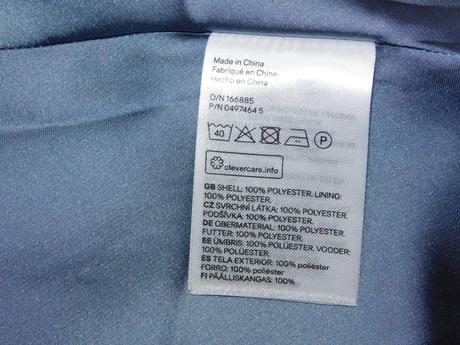 Made in China
Fabriqué en Chine
Hecho en China
O/N 166885
P/N 0497464 5
40 P
clevercare.info
GB SHELL: 100% POLYESTER. LINING:
100% POLYESTER.
CZ SVRCHNÍ LÁTKA: 100% POLYESTER.
PODŠÍVKA: 100% POLYESTER.
DE OBERMATERIAL: 100% POLYESTER.
FUTTER: 100% POLYESTER.
EE ÜMBRIS: 100% POLÜESTER. VOODER:
100% POLÜESTER.
ES TELA EXTERIOR: 100% poliéster
FORRO: 100% poliéster
FI PÄÄLLISKANGAS: 100%